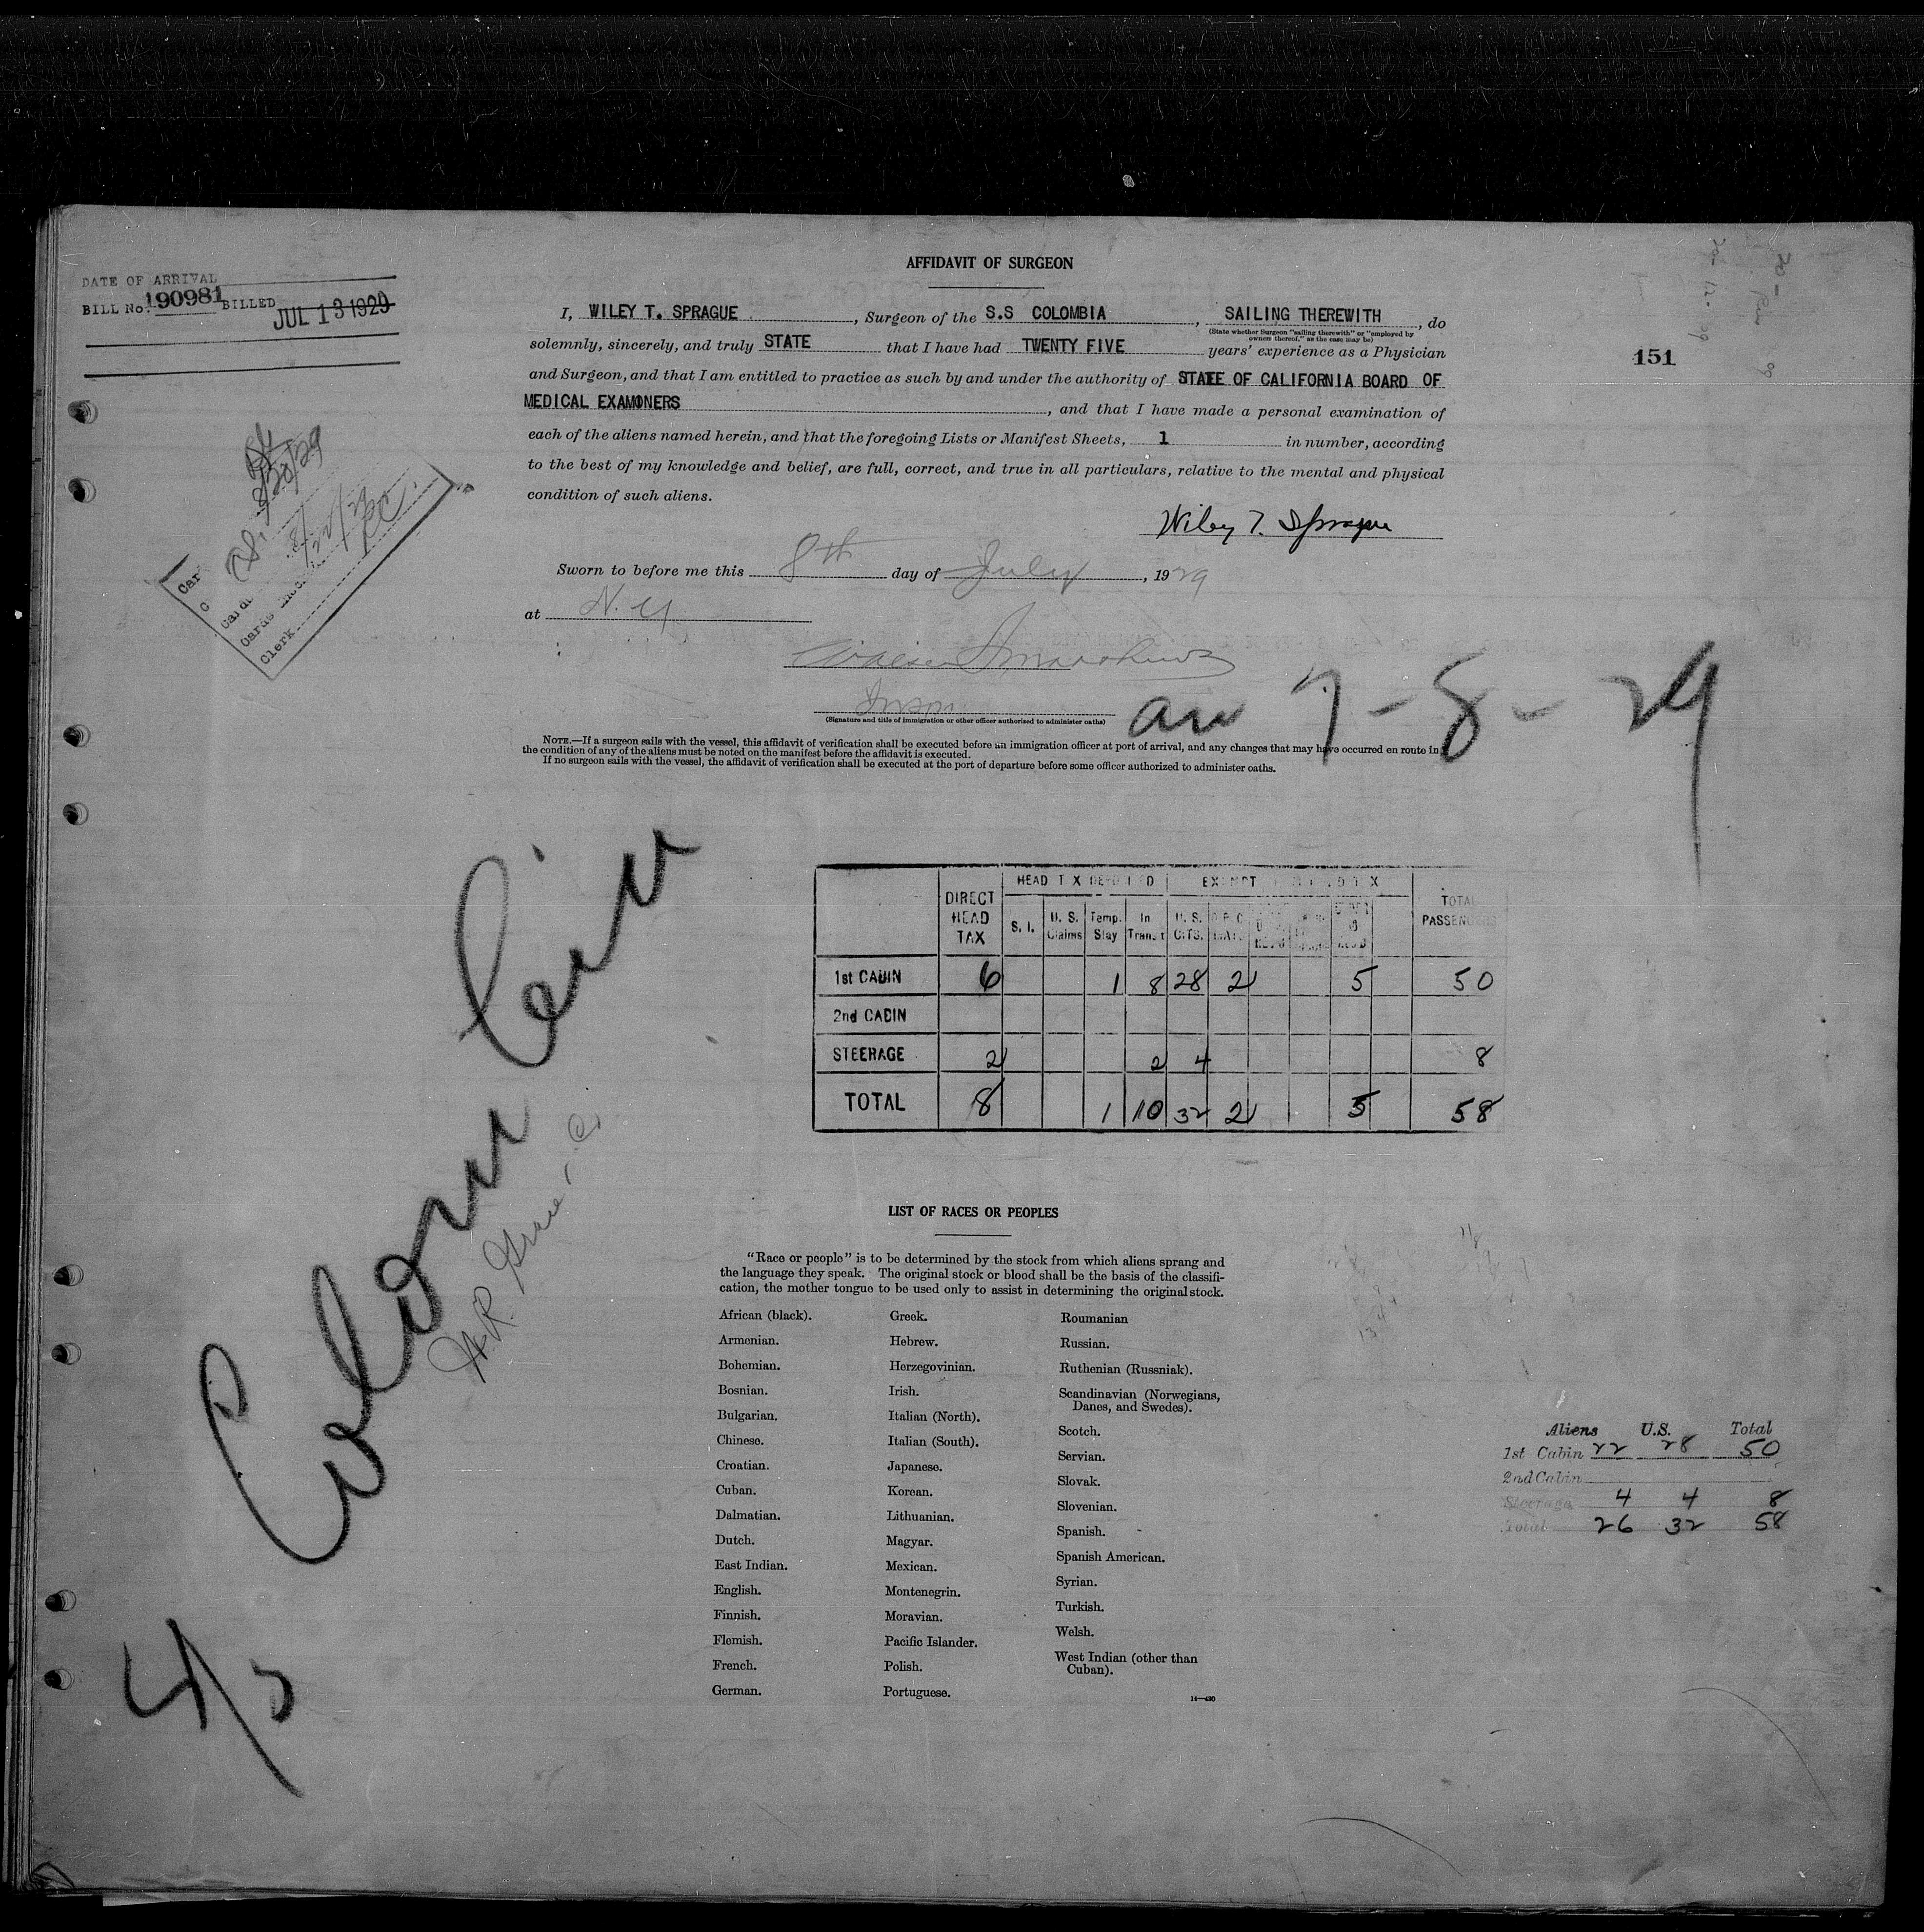 DATE OF ARRIVAL
BILL No. 190981 BILLED JUL 13 1929
AFFIDAVIT OF SURGEON
I, WILEY T. SPRAGUE, Surgeon of the S.S COLOMBIA, SAILING THEREWITH, do
(State whether Surgeon "sailing therewith" or "employed by
owners thereof," as the case may be)
solemnly, sincerely, and truly STATE that I have had TWENTY FIVE years' experience as a Physician
and Surgeon, and that I am entitled to practice as such by and under the authority of STATE OF CALIFORNIA BOARD OF
MEDICAL EXAMINERS, and that I have made a personal examination of
each of the aliens named herein, and that the foregoing Lists or Manifest Sheets, 1 in number, according
to the best of my knowledge and belief, are full, correct, and true in all particulars, relative to the mental and physical
condition of such aliens.
Wiley T. Sprague
151
Sworn to before me this 8th day of July, 1929
at N.Y
(Signature and title of immigration or other officer authorized to administer oaths)
Clerk
7-8-29
NOTE.—If a surgeon sails with the vessel, this affidavit of verification shall be executed before an immigration officer at port of arrival, and any changes that may have occurred en route in
the condition of any of the aliens must be noted on the manifest before the affidavit is executed.
If no surgeon sails with the vessel, the affidavit of verification shall be executed at the port of departure before some officer authorized to administer oaths.
Colombia
4/5
DIRECT HEAD TAX S. I. U. S. Claims Temp. Stay In Transit U. S. CITS. TOTAL PASSENGERS
1st CABIN 6 1 8 28 2 5 50
2nd CABIN
STEERAGE 2 2 4 8
TOTAL 8 1 10 32 2 5 58
LIST OF RACES OR PEOPLES
"Race or people" is to be determined by the stock from which aliens sprang and
the language they speak. The original stock or blood shall be the basis of the classifi-
cation, the mother tongue to be used only to assist in determining the original stock.
African (black).
Armenian.
Bohemian.
Bosnian.
Bulgarian.
Chinese.
Croatian.
Cuban.
Dalmatian.
Dutch.
East Indian.
English.
Finnish.
Flemish.
French.
German.
Greek.
Hebrew.
Herzegovinian.
Irish.
Italian (North).
Italian (South).
Japanese.
Korean.
Lithuanian.
Magyar.
Mexican.
Montenegrin.
Moravian.
Pacific Islander.
Polish.
Portuguese.
Roumanian
Russian.
Ruthenian (Russniak).
Scandinavian (Norwegians,
Danes, and Swedes).
Scotch.
Servian.
Slovak.
Slovenian.
Spanish.
Spanish American.
Syrian.
Turkish.
Welsh.
West Indian (other than
Cuban).
14—430
Aliens U.S. Total
1st Cabin 22 28 50
2nd Cabin
Steerage 4 4 8
Total 26 32 58